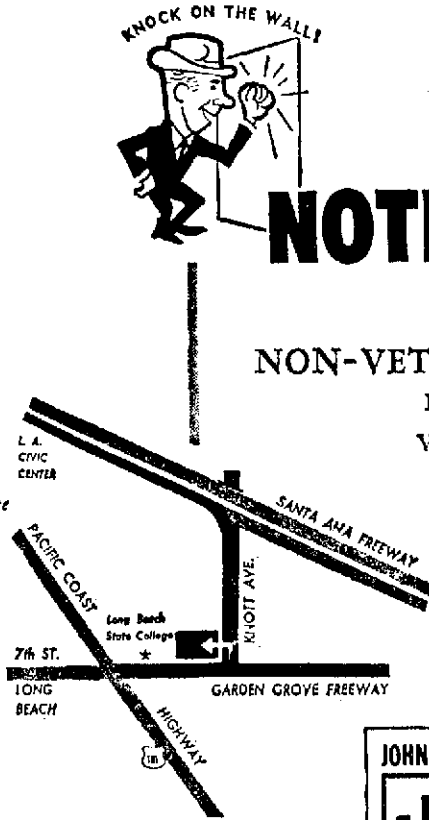 KNOCK ON THE WALL!
NOT
NON-VET
L. A.
CIVIC
CENTER
SANTA ANA FREEWAY
PACIFIC COAST
HIGHWAY
KNOTT AVE.
Long Beach
State College
7th ST.
LONG
BEACH
GARDEN GROVE FREEWAY
JOHN